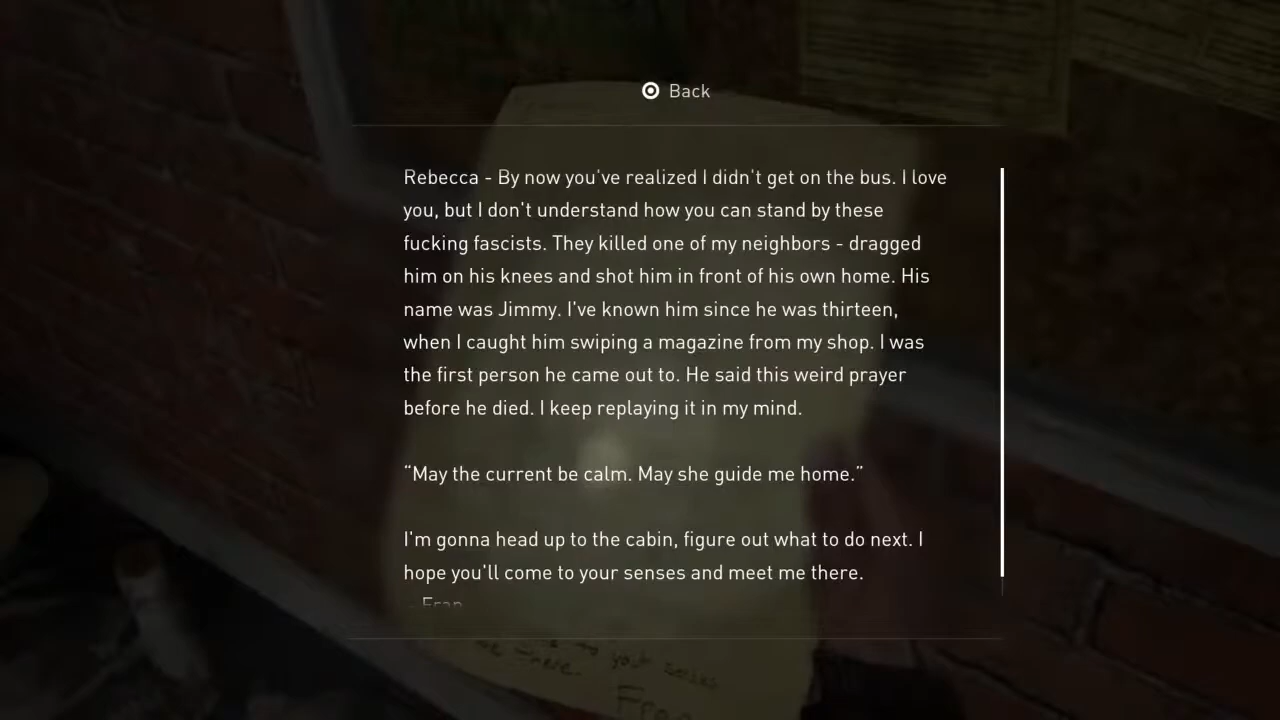 Back
Rebecca - By now you've realized I didn't get on the bus. I love
you, but I don't understand how you can stand by these
fucking fascists. They killed one of my neighbors - dragged
him on his knees and shot him in front of his own home. His
name was Jimmy. I've known him since he was thirteen,
when I caught him swiping a magazine from my shop. I was
the first person he came out to. He said this weird prayer
before he died. I keep replaying it in my mind.
“May the current be calm. May she guide me home.”
I'm gonna head up to the cabin, figure out what to do next. I
hope you'll come to your senses and meet me there.
- Fran
your senses
me there.
Fran